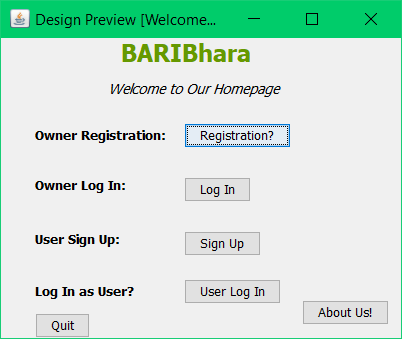 Design Preview [Welcome...
BARIBhara
Welcome to Our Homepage
Owner Registration: Registration?
Owner Log In: Log In
User Sign Up: Sign Up
Log In as User? User Log In
About Us!
Quit